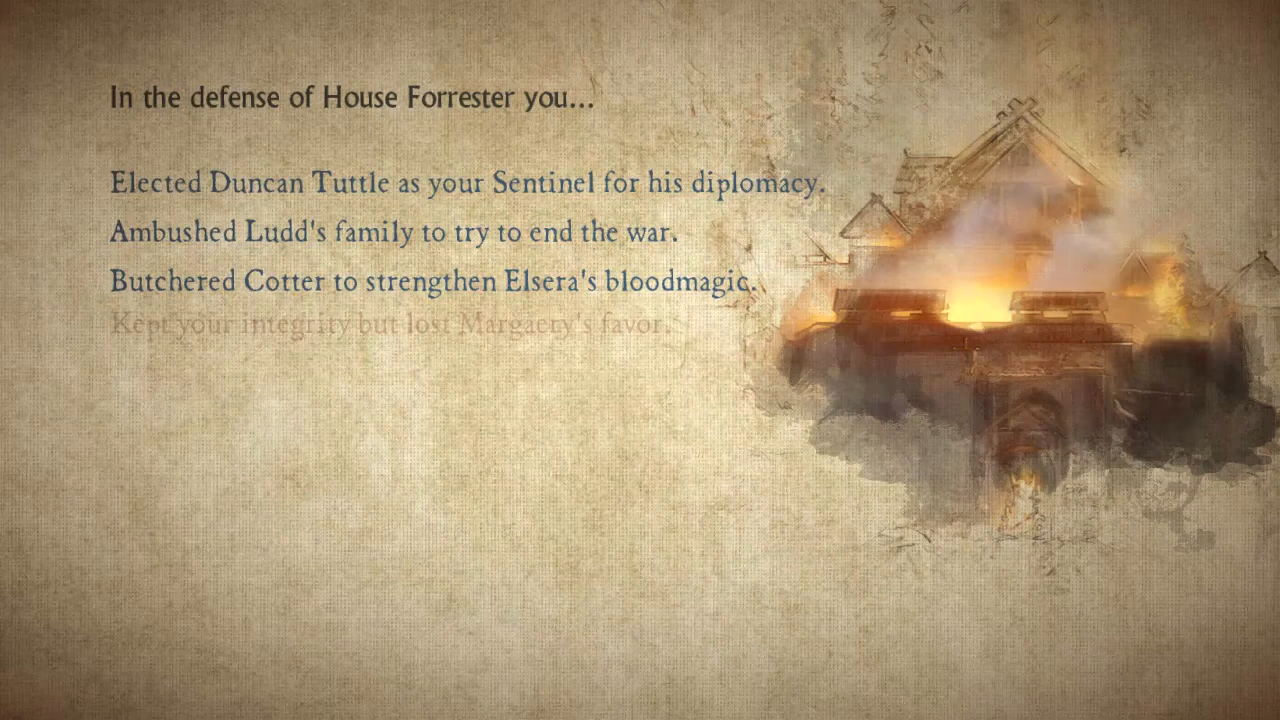 In the defense of House Forrester you...
Elected Duncan Tuttle as your Sentinel for his diplomacy.
Ambushed Ludd's family to try to end the war.
Butchered Cotter to strengthen Elsera's bloodmagic.
Kept your integrity but lost Margaery's favor.